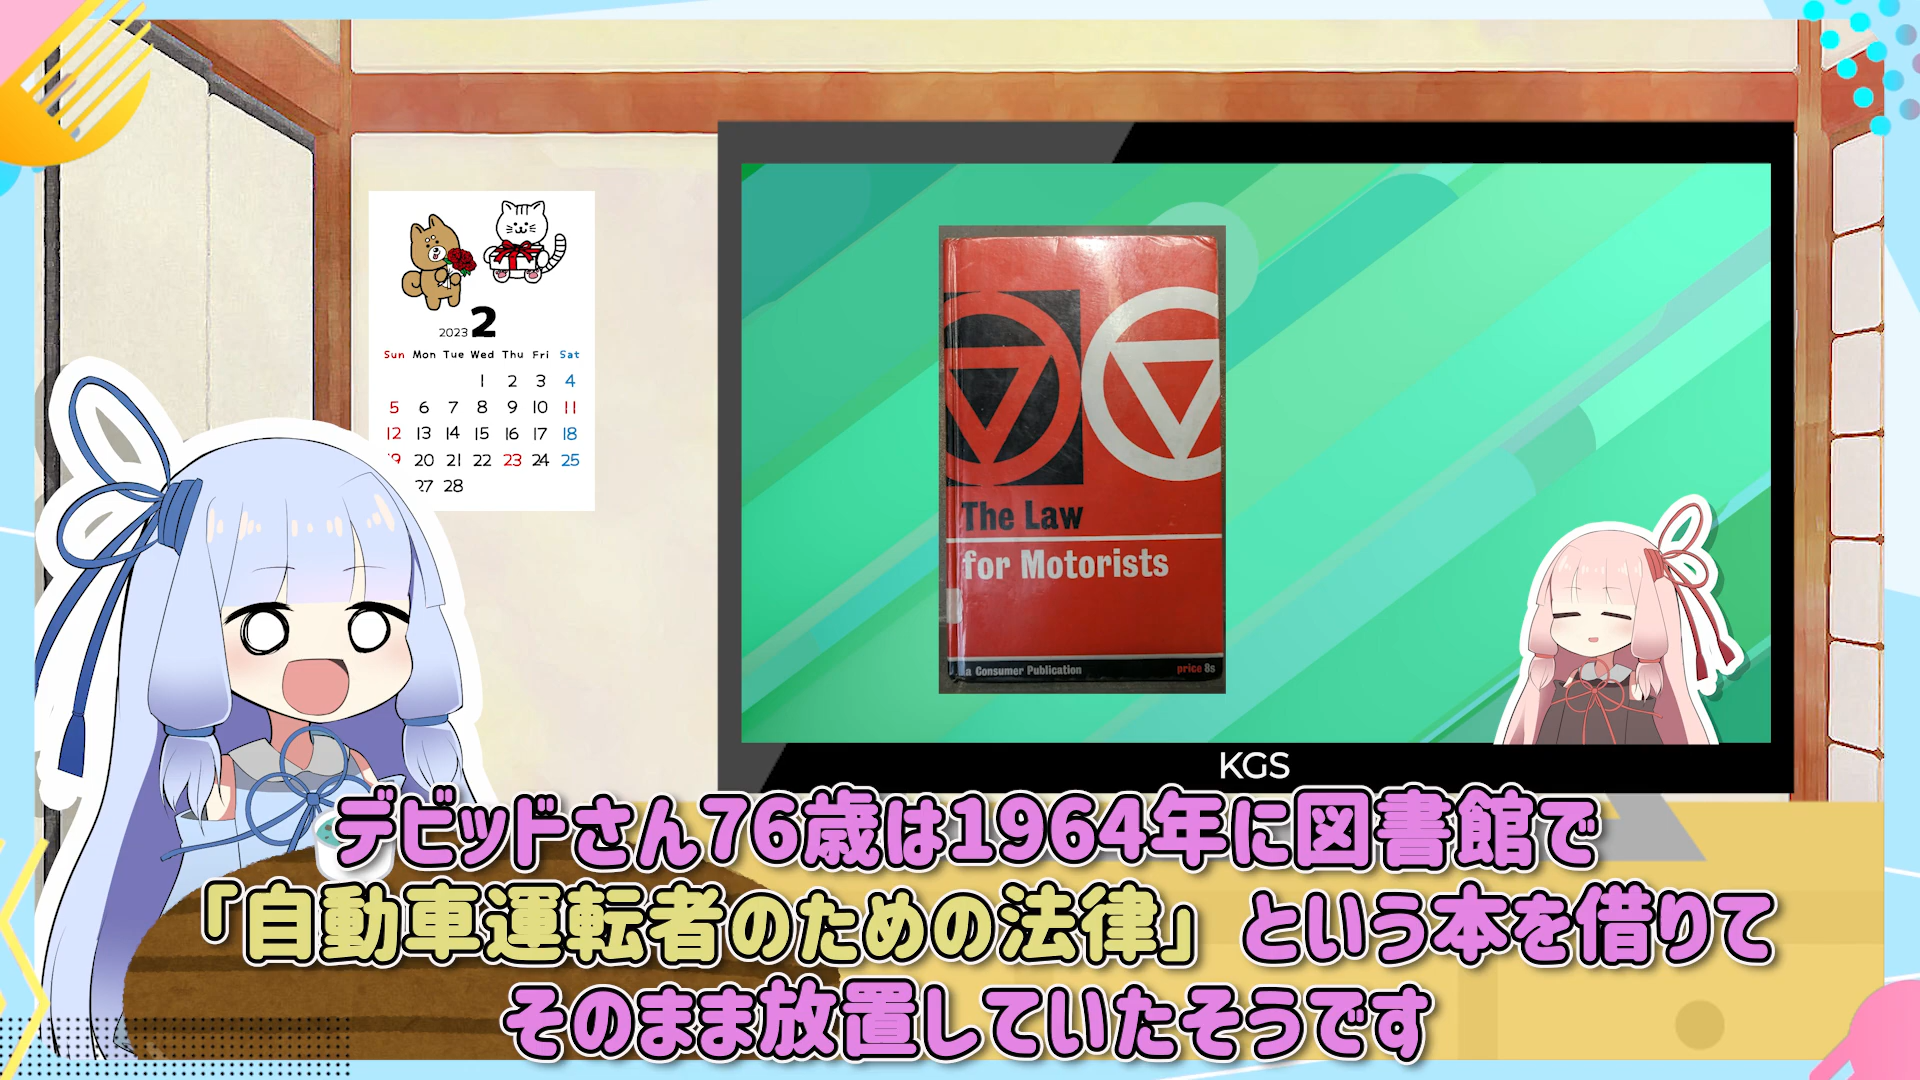 2023 2
Sun Mon Tue Wed Thu Fri Sat
1 2 3 4
5 6 7 8 9 10 11
12 13 14 15 16 17 18
20 21 22 23 24 25
27 28
The Law
for Motorists
a Consumer Publication price 8s
KGS
デビッドさん76歳は1964年に図書館で
「自動車運転者のための法律」という本を借りて
そのまま放置していたそうです